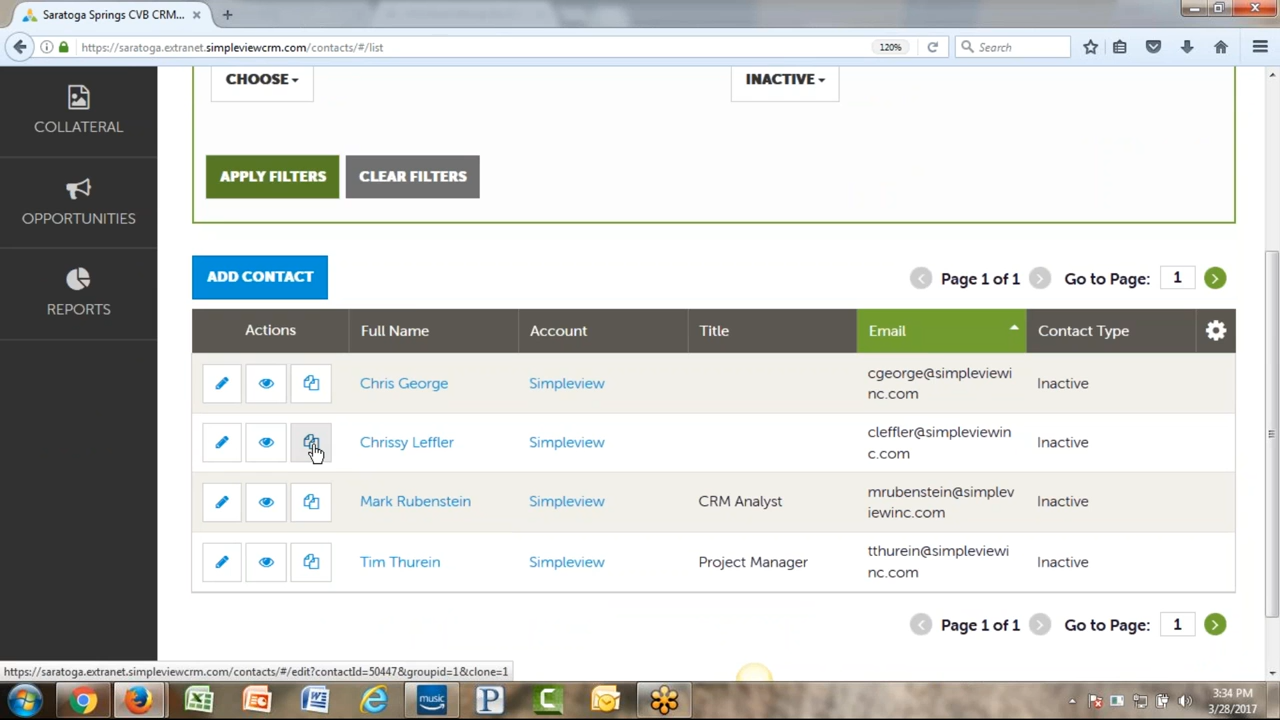 Saratoga Springs CVB CRM...
https://saratoga.extranet.simpleviewcrm.com/contacts/#/list
120%
Search
COLLATERAL
OPPORTUNITIES
REPORTS
CHOOSE
INACTIVE
APPLY FILTERS
CLEAR FILTERS
ADD CONTACT
Page 1 of 1
Go to Page:
1
Actions
Full Name
Account
Title
Email
Contact Type
Chris George
Simpleview
cgeorge@simpleviewi
nc.com
Inactive
Chrissy Leffler
Simpleview
cleffler@simpleviewin
c.com
Inactive
Mark Rubenstein
Simpleview
CRM Analyst
mrubenstein@simplev
iewinc.com
Inactive
Tim Thurein
Simpleview
Project Manager
tthurein@simpleviewi
nc.com
Inactive
Page 1 of 1
Go to Page:
1
https://saratoga.extranet.simpleviewcrm.com/contacts/#/edit?contactId=50447&groupid=1&clone=1
music
3:34 PM
3/28/2017